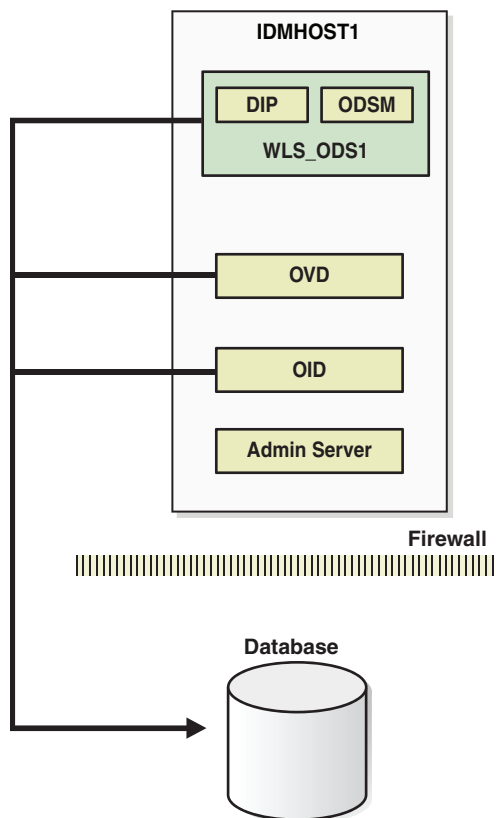 IDMHOST1
DIP
ODSM
WLS_ODS1
OVD
OID
Admin Server
Firewall
Database